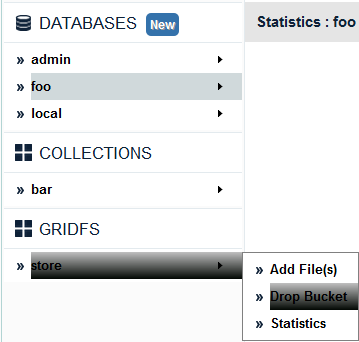 DATABASES New
Statistics : foo
» admin
» foo
» local
COLLECTIONS
» bar
GRIDFS
» store
» Add File(s)
» Drop Bucket
» Statistics